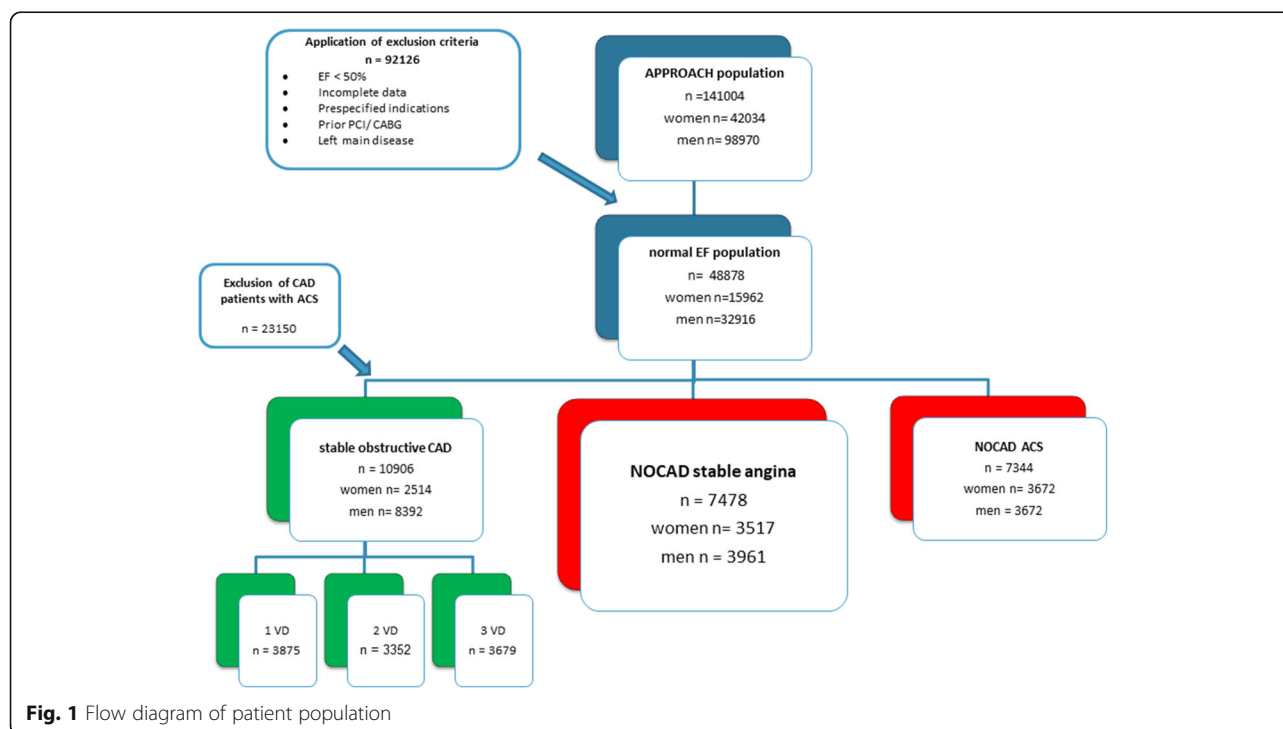 Application of exclusion criteria
n = 92126
• EF < 50%
• Incomplete data
• Prespecified indications
• Prior PCI/ CABG
• Left main disease
APPROACH population
n =141004
women n= 42034
men n= 98970
normal EF population
n= 48878
women n=15962
men n=32916
Exclusion of CAD
patients with ACS
n = 23150
stable obstructive CAD
n = 10906
women n= 2514
men n= 8392
NOCAD stable angina
n = 7478
women n= 3517
men n = 3961
NOCAD ACS
n = 7344
women n= 3672
men = 3672
1 VD
n = 3875
2 VD
n = 3352
3 VD
n = 3679
Fig. 1 Flow diagram of patient population